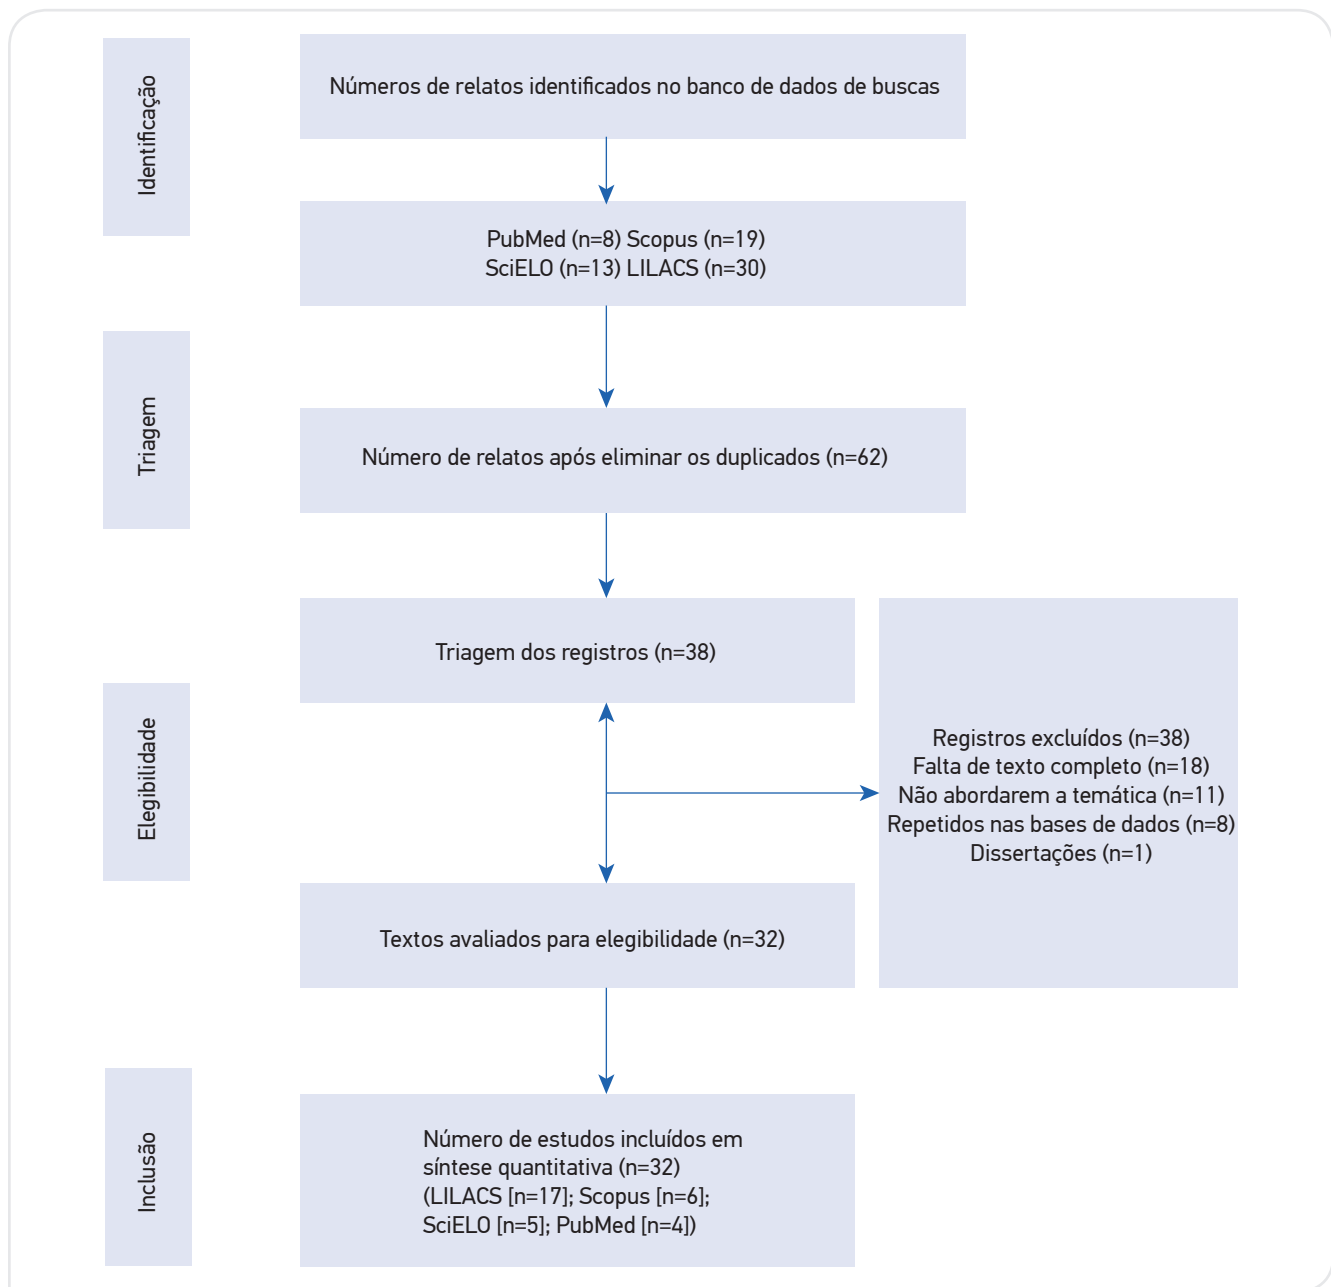 Identificação
Números de relatos identificados no banco de dados de buscas
PubMed (n=8) Scopus (n=19)
SciELO (n=13) LILACS (n=30)
Triagem
Número de relatos após eliminar os duplicados (n=62)
Triagem dos registros (n=38)
Elegibilidade
Registros excluídos (n=38)
Falta de texto completo (n=18)
Não abordarem a temática (n=11)
Repetidos nas bases de dados (n=8)
Dissertações (n=1)
Textos avaliados para elegibilidade (n=32)
Inclusão
Número de estudos incluídos em
síntese quantitativa (n=32)
(LILACS [n=17]; Scopus [n=6];
SciELO [n=5]; PubMed [n=4])